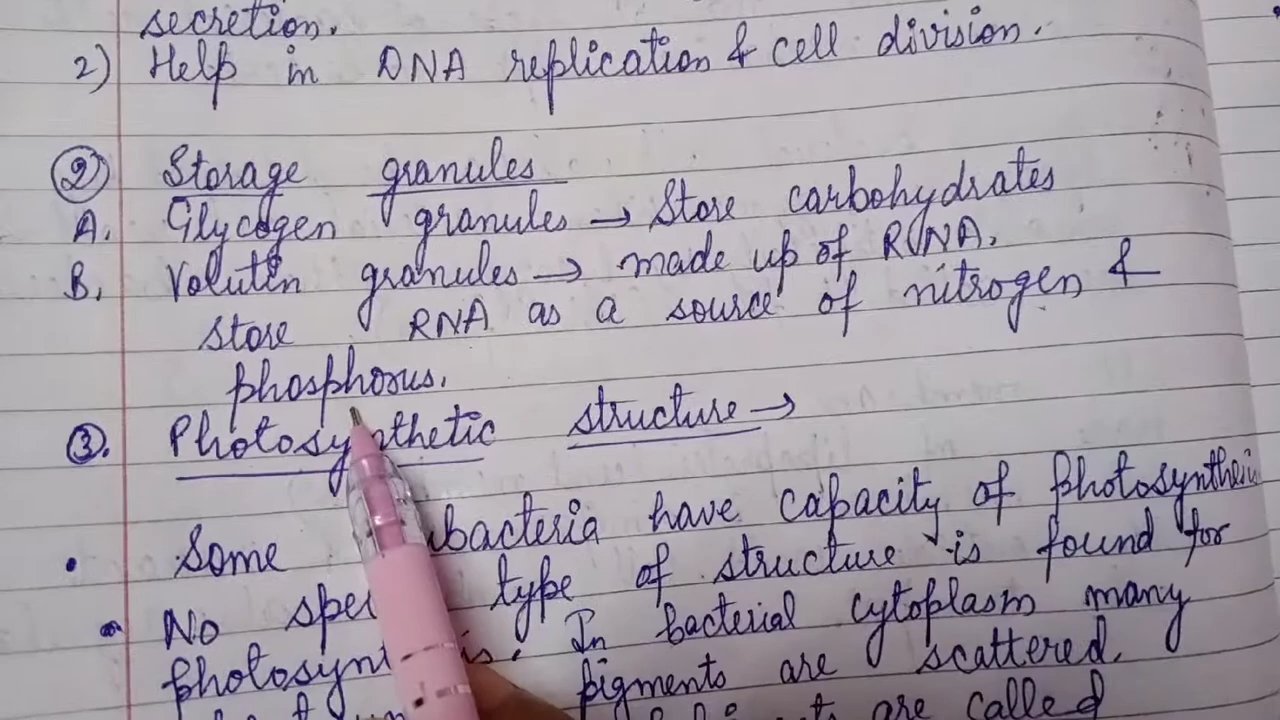 secretion.
2) Help in DNA replication & cell division.
② Storage granules
A. Glycogen granules → Store carbohydrates
B. Volutin granules → made up of RNA.
store RNA as a source of nitrogen &
phosphorus.
③. Photosynthetic structure →
• Some bacteria have capacity of photosynthesis
• No type of structure is found for
photosynthesis. In bacterial cytoplasm many
pigments are scattered.
are called